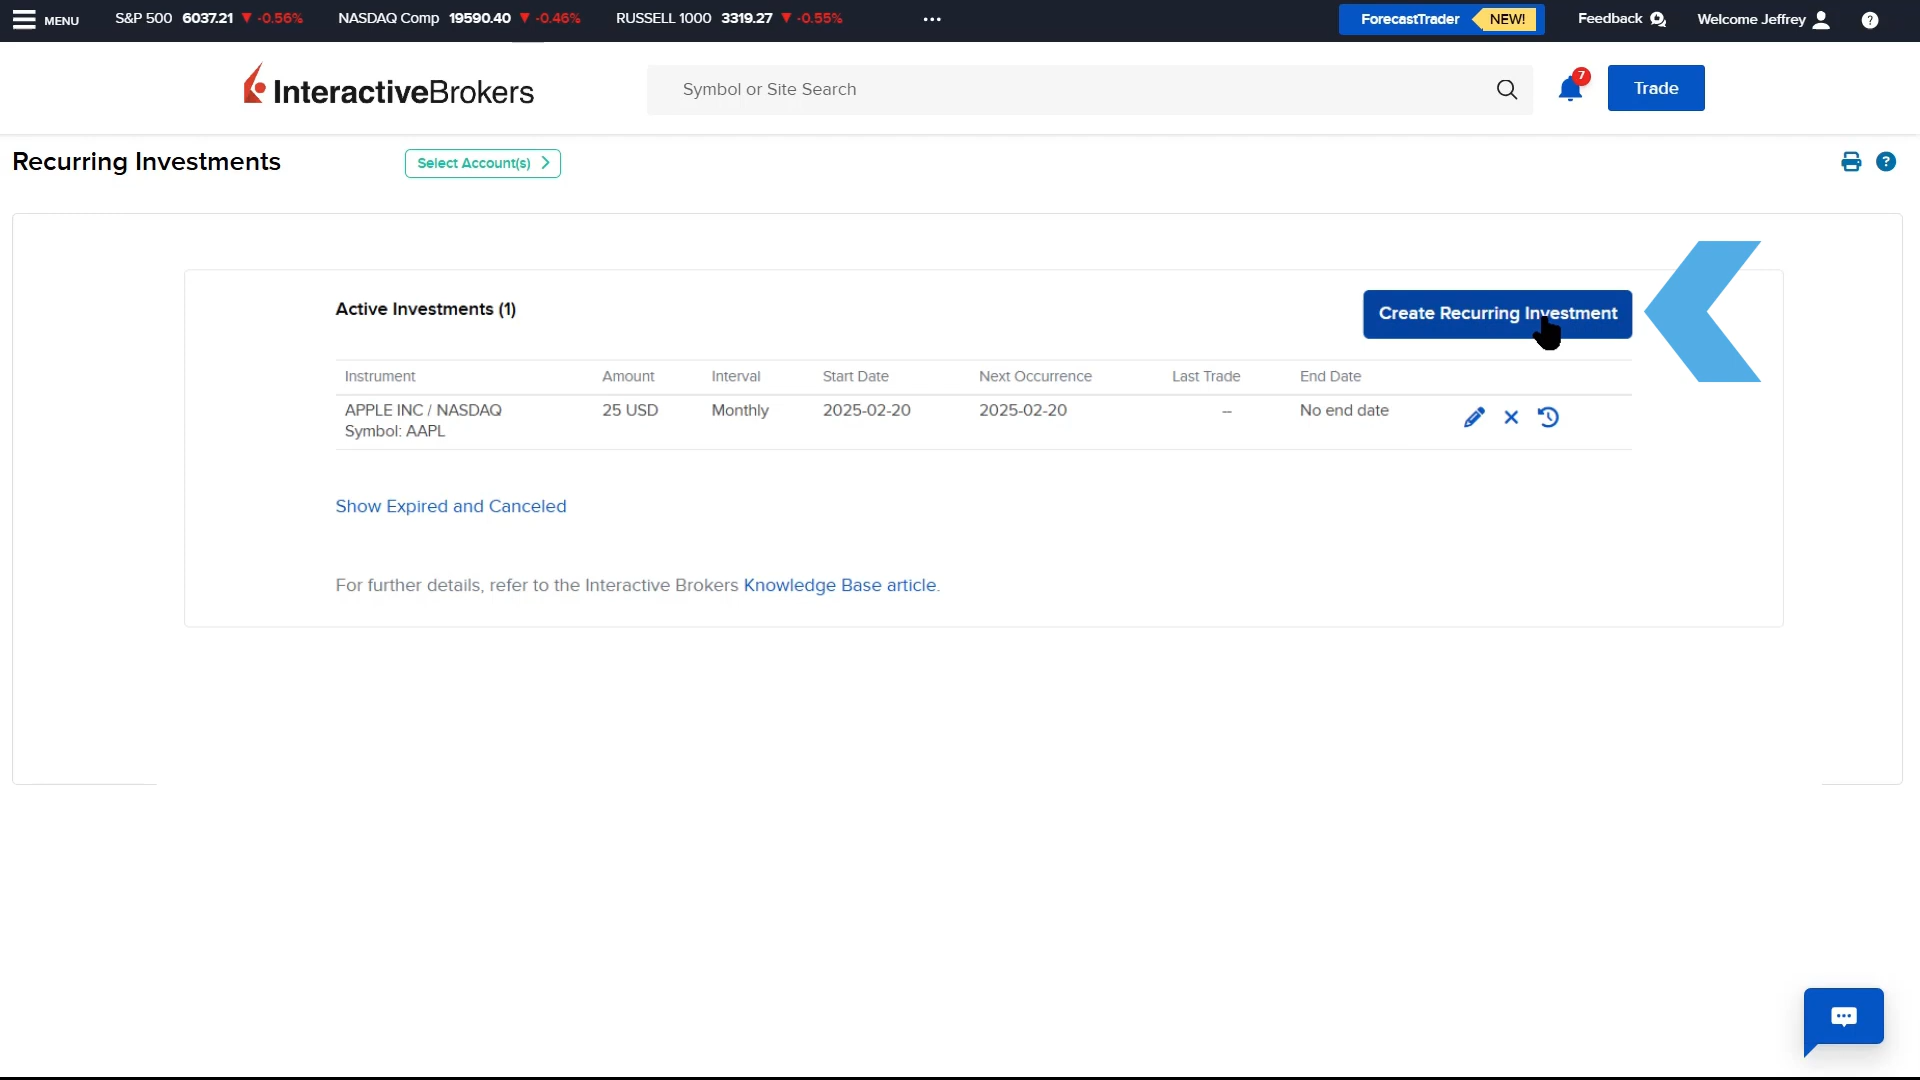 MENU S&P 500 6037.21 ▼ -0.56% NASDAQ Comp 19590.40 ▼ -0.46% RUSSELL 1000 3319.27 ▼ -0.55% ... ForecastTrader NEW! Feedback Welcome Jeffrey ?
InteractiveBrokers Symbol or Site Search 7 Trade
Recurring Investments Select Account(s) ?
Active Investments (1) Create Recurring Investment
Instrument Amount Interval Start Date Next Occurrence Last Trade End Date
APPLE INC / NASDAQ 25 USD Monthly 2025-02-20 2025-02-20 -- No end date
Symbol: AAPL
Show Expired and Canceled
For further details, refer to the Interactive Brokers Knowledge Base article.